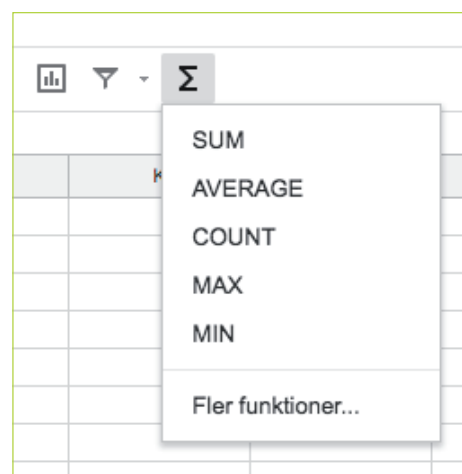 Σ
SUM
AVERAGE
COUNT
MAX
MIN
Fler funktioner...